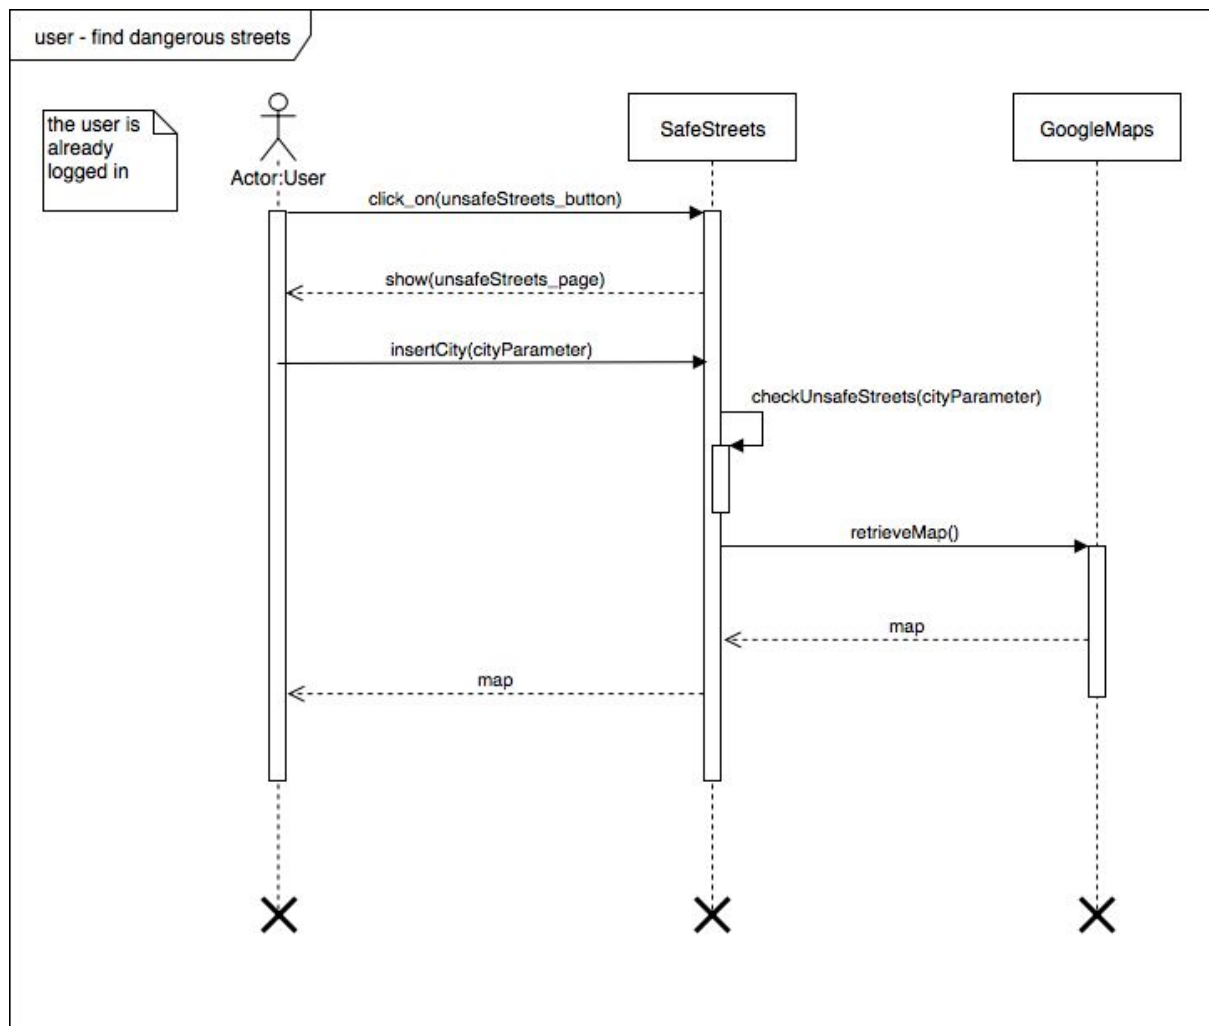 user - find dangerous streets
the user is
already
logged in
Actor:User
SafeStreets
GoogleMaps
click_on(unsafeStreets_button)
show(unsafeStreets_page)
insertCity(cityParameter)
checkUnsafeStreets(cityParameter)
retrieveMap()
map
map